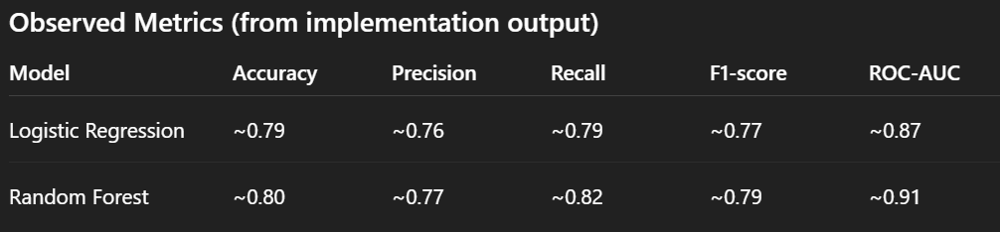 Observed Metrics (from implementation output)
Model Accuracy Precision Recall F1-score ROC-AUC
Logistic Regression ~0.79 ~0.76 ~0.79 ~0.77 ~0.87
Random Forest ~0.80 ~0.77 ~0.82 ~0.79 ~0.91